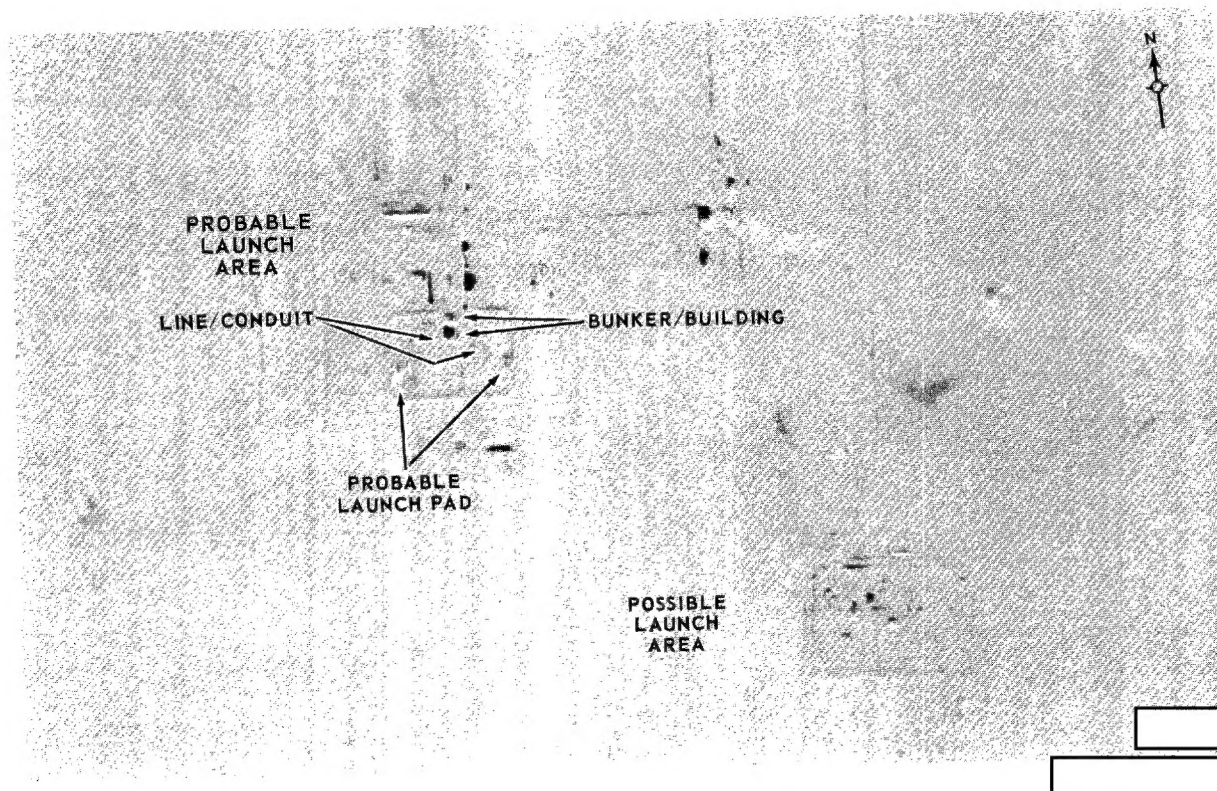 N
PROBABLE
LAUNCH
AREA
LINE/CONDUIT
BUNKER/BUILDING
PROBABLE
LAUNCH PAD
POSSIBLE
LAUNCH
AREA